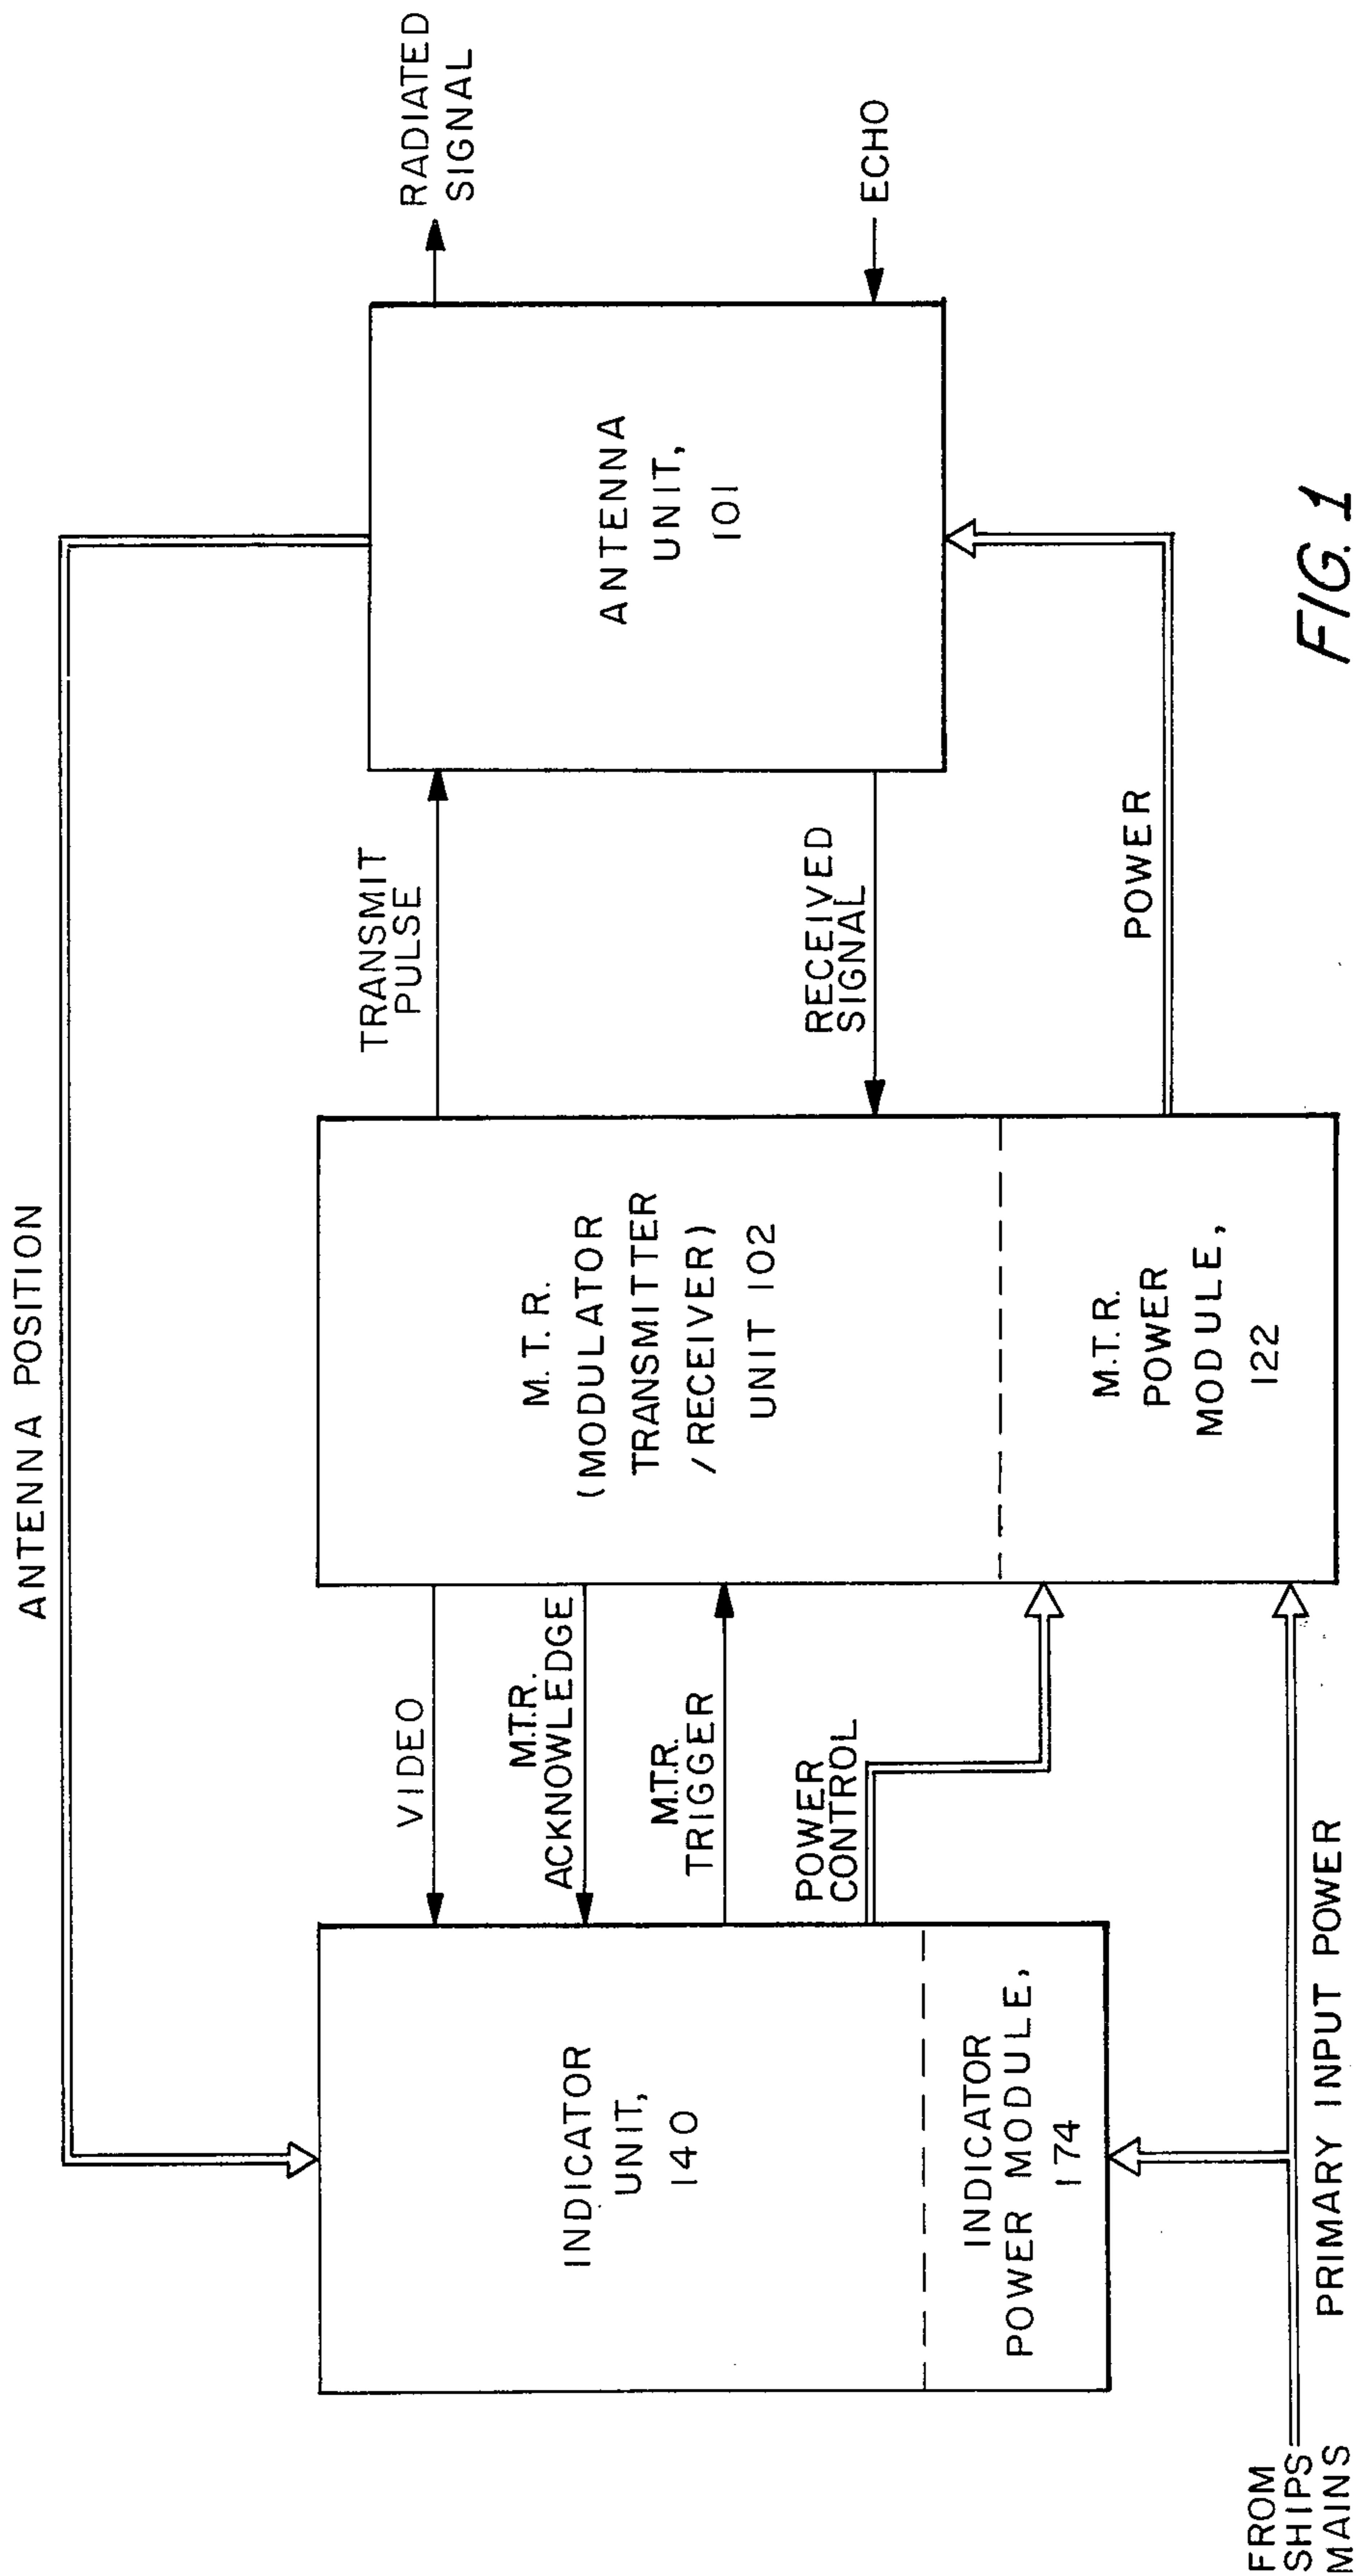 ANTENNA POSITION
RADIATED
SIGNAL
ECHO
ANTENNA
UNIT,
101
TRANSMIT
PULSE
RECEIVED
SIGNAL
POWER
M. T. R.
(MODULATOR
TRANSMITTER
/RECEIVER)
UNIT 102
M.T.R.
POWER
MODULE,
122
VIDEO
M.T.R.
ACKNOWLEDGE
M.T.R.
TRIGGER
POWER
CONTROL
INDICATOR
UNIT,
140
INDICATOR
POWER MODULE,
174
FROM
SHIPS
MAINS
PRIMARY INPUT POWER
FIG. 1